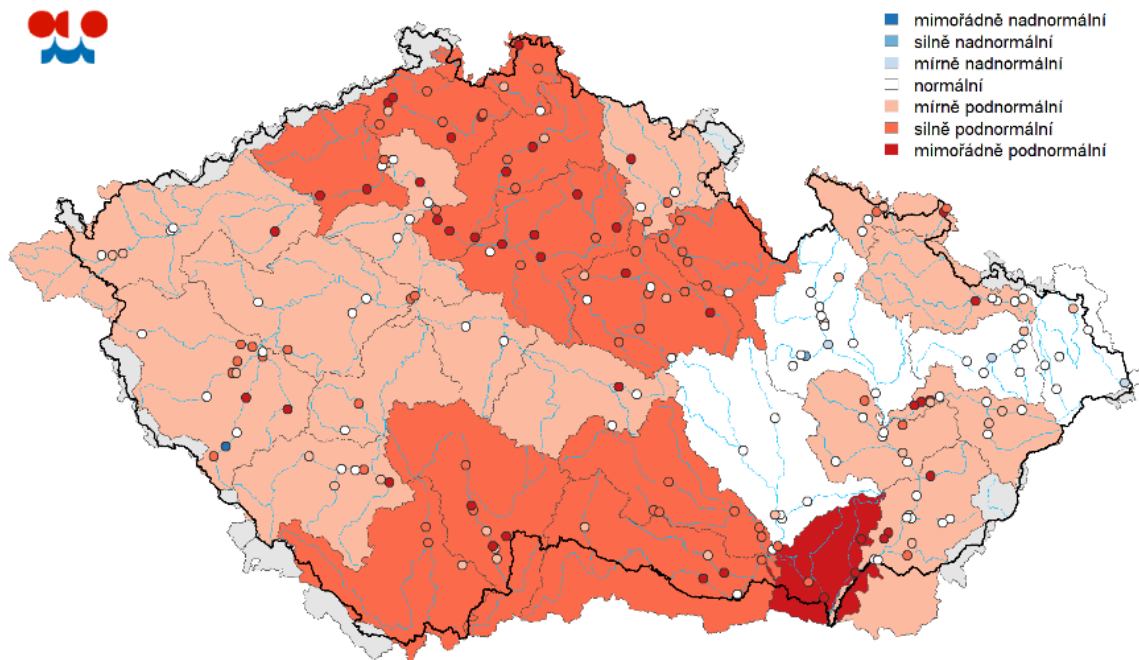 mimořádně nadnormální
silně nadnormální
mírně nadnormální
normální
mírně podnormální
silně podnormální
mimořádně podnormální